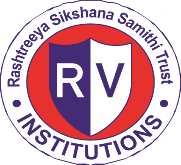 Rashtreeya Sikshana Samithi Trust
RV
• INSTITUTIONS •